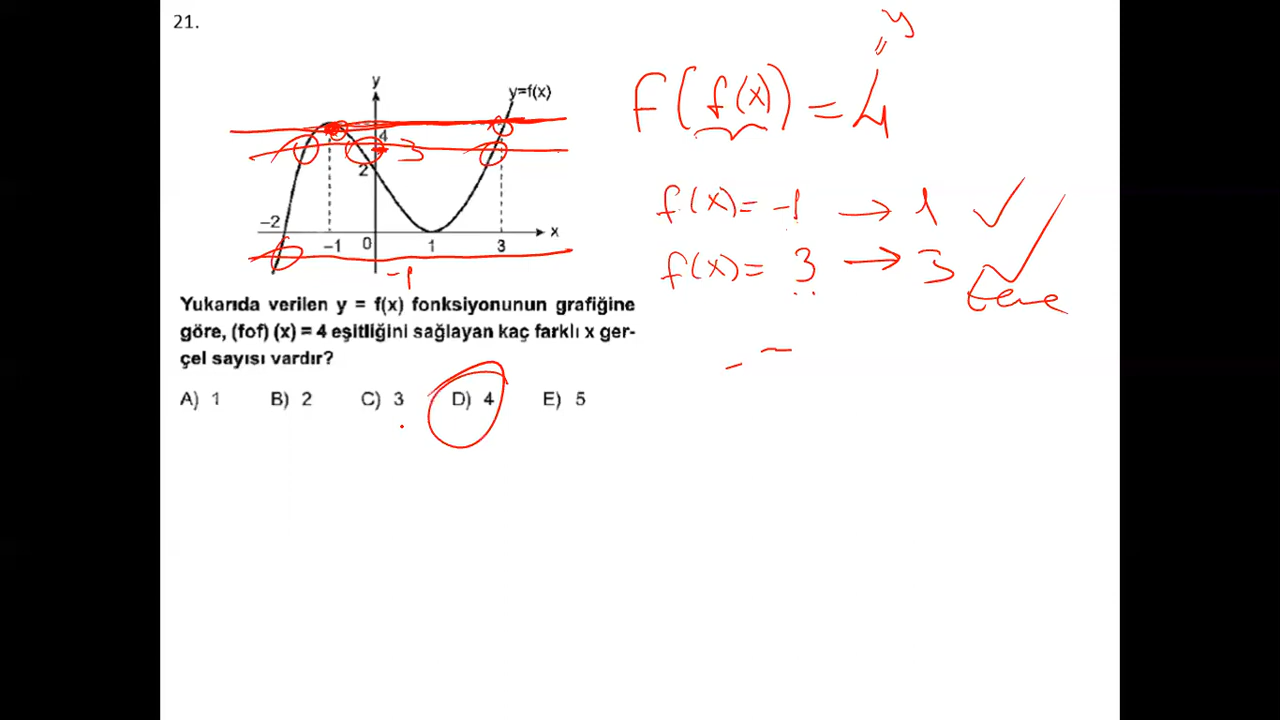 21.
y
y=f(x)
4
3
2
-2
-1 0 1 3 x
-1
F(f(x)) = 4
y
f(x) = -1 → 1
f(x) = 3 → 3
tane
Yukarıda verilen y = f(x) fonksiyonunun grafiğine
göre, (fof) (x) = 4 eşitliğini sağlayan kaç farklı x ger-
çel sayısı vardır?
A) 1 B) 2 C) 3 D) 4 E) 5